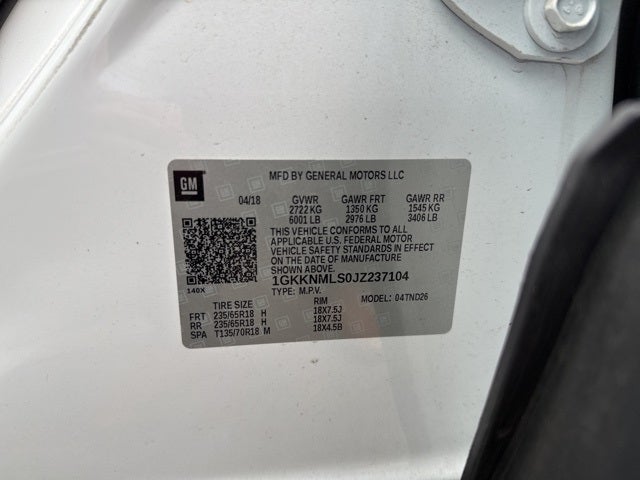 GM
MFD BY GENERAL MOTORS LLC
04/18 GVWR GAWR FRT GAWR RR
2722 KG 1350 KG 1545 KG
6001 LB 2976 LB 3406 LB
THIS VEHICLE CONFORMS TO ALL
APPLICABLE U.S. FEDERAL MOTOR
VEHICLE SAFETY STANDARDS IN EFFECT
ON THE DATE OF MANUFACTURE
SHOWN ABOVE.
1GKKNMLS0JZ237104
140X TYPE: M.P.V. MODEL: 04TND26
TIRE SIZE RIM
FRT 235/65R18 H 18X7.5J
RR 235/65R18 H 18X7.5J
SPA T135/70R18 M 18X4.5B